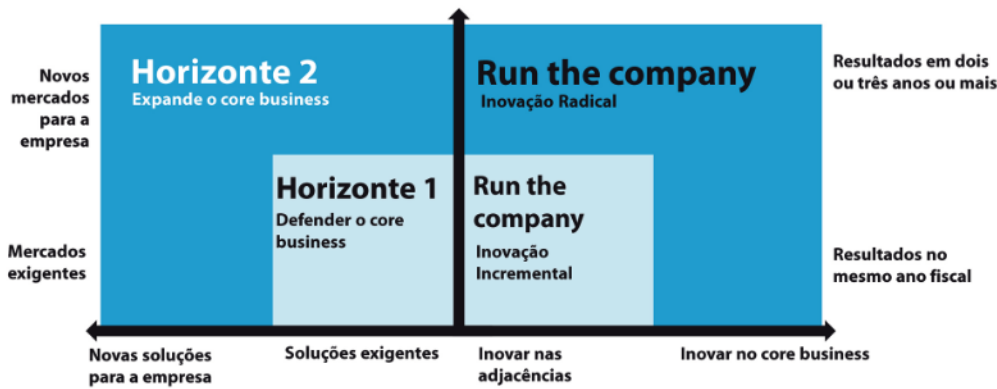 Novos
mercados
para a
empresa
Horizonte 2
Expande o core business
Run the company
Inovação Radical
Resultados em dois
ou três anos ou mais
Mercados
exigentes
Horizonte 1
Defender o core
business
Run the
company
Inovação
Incremental
Resultados no
mesmo ano fiscal
Novas soluções
para a empresa
Soluções exigentes
Inovar nas
adjacências
Inovar no core business